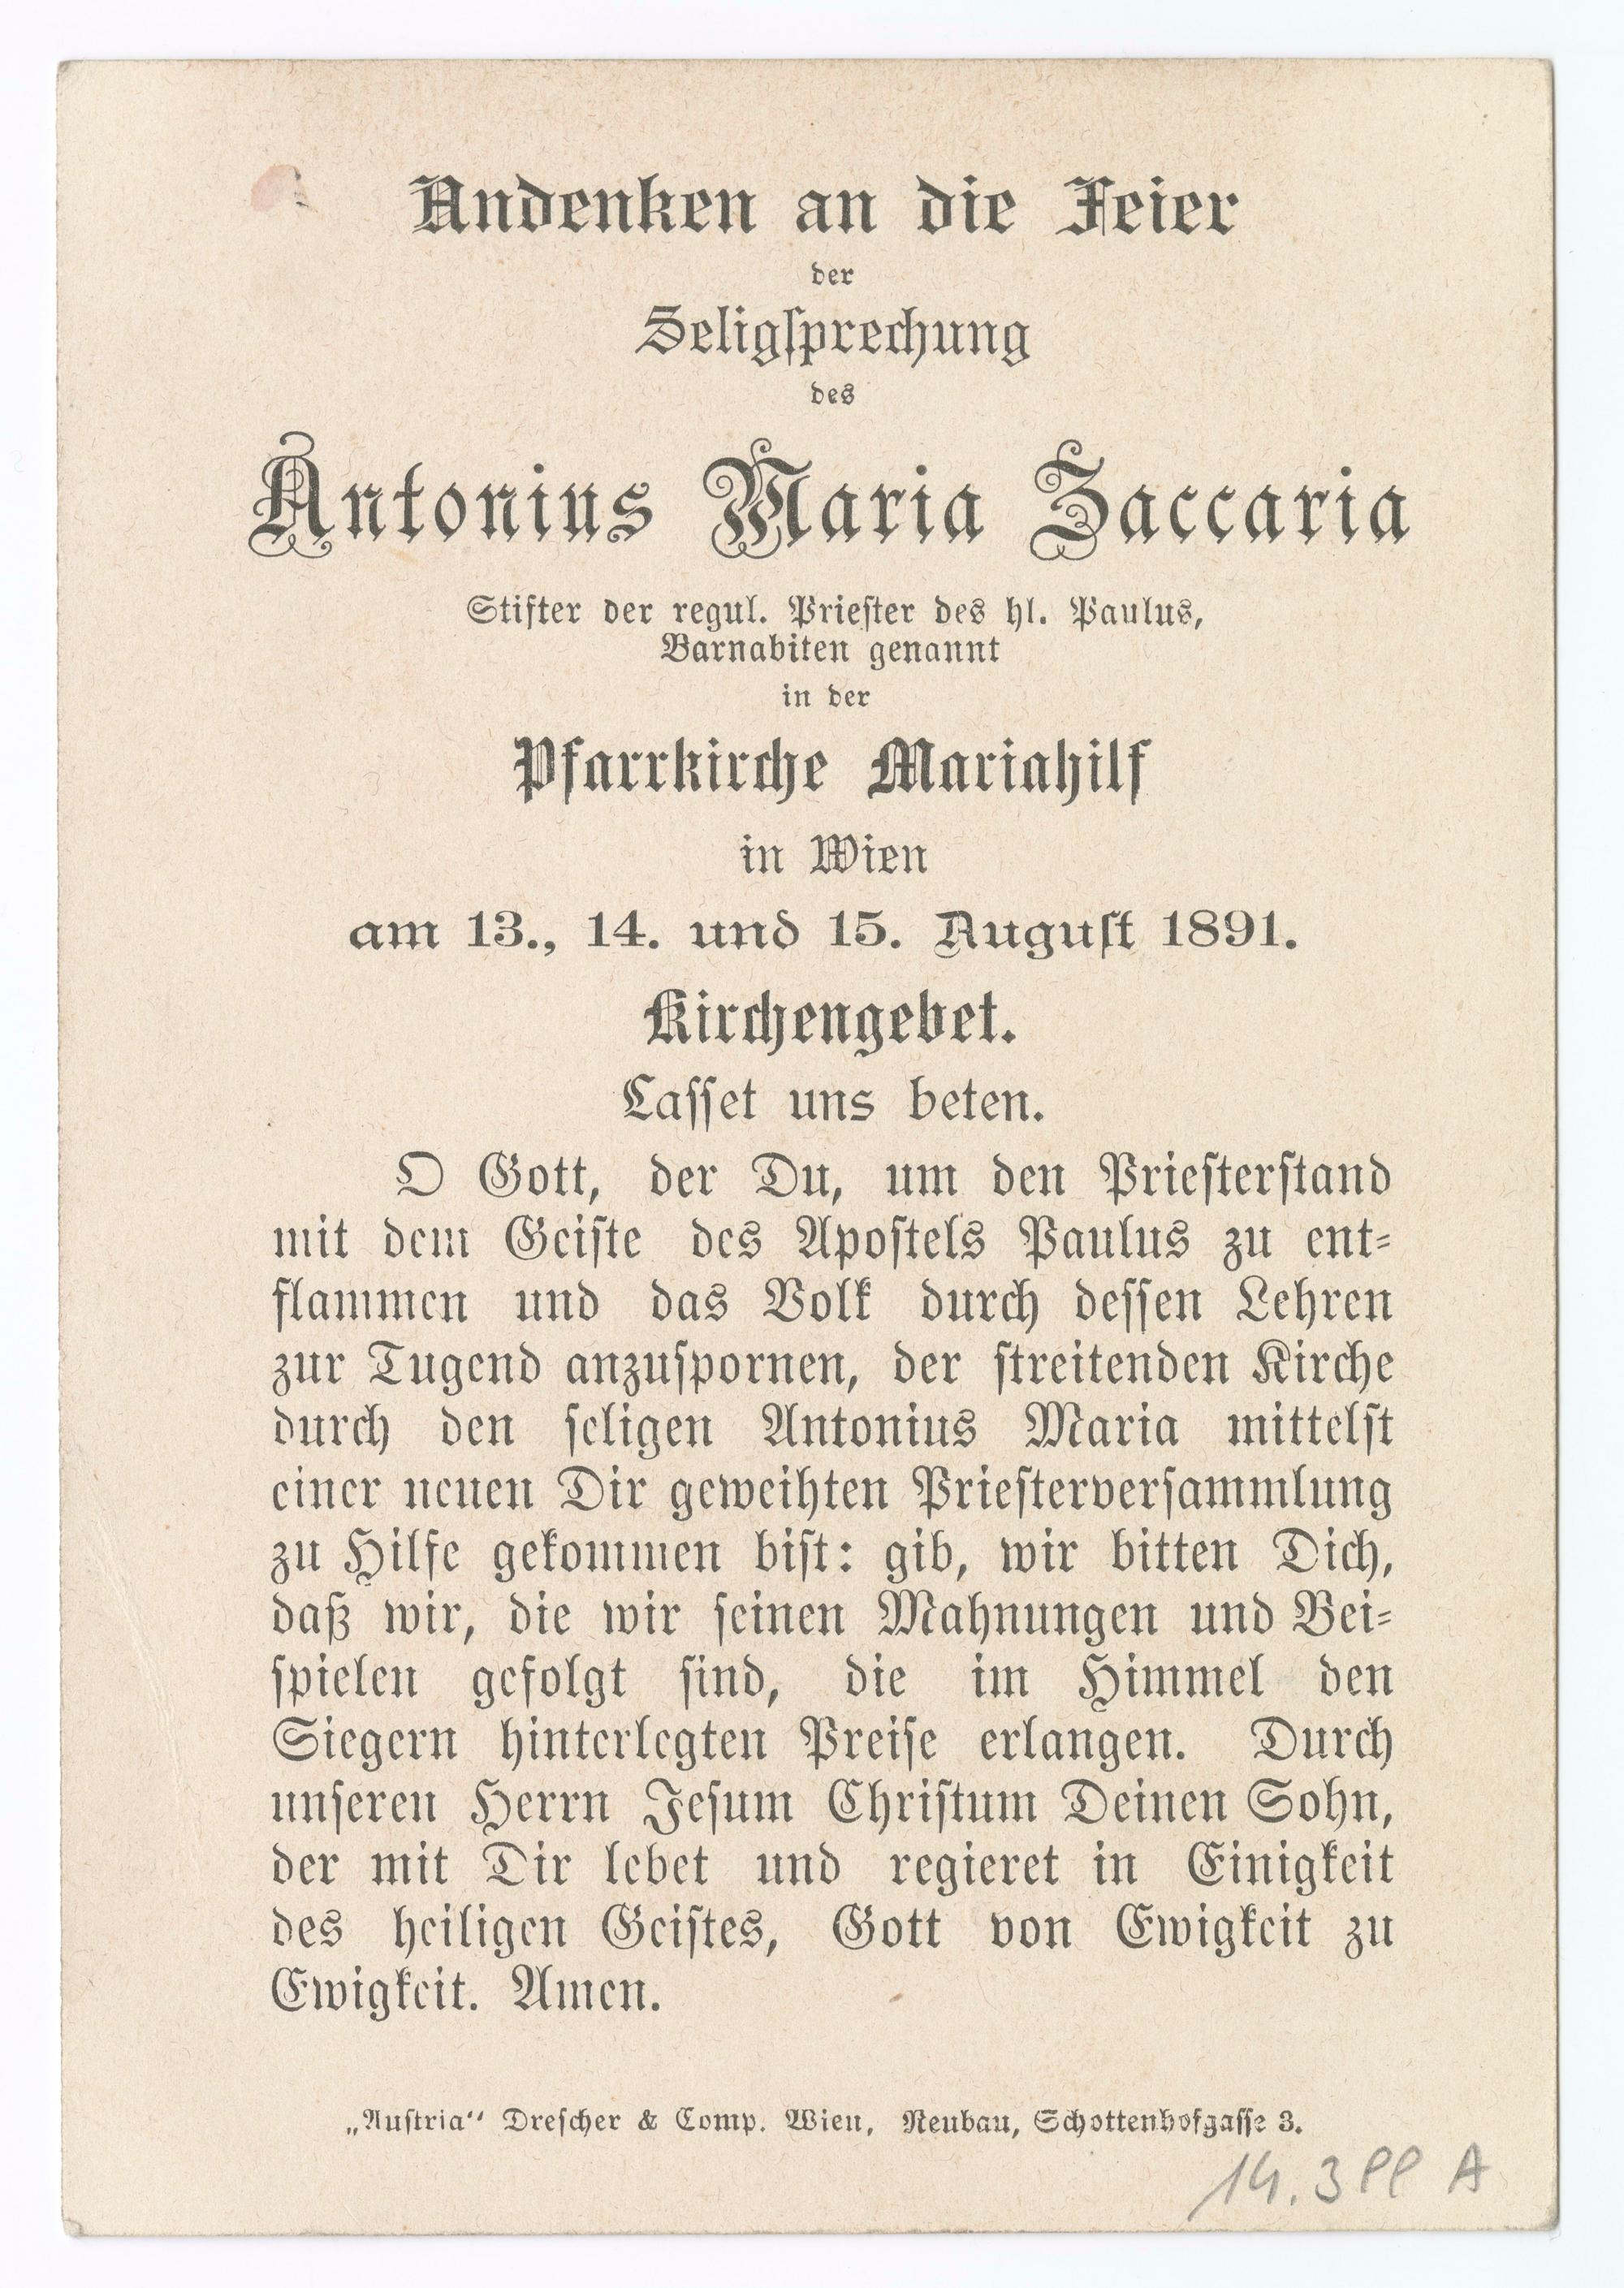 Andenken an die Feier
der
Seligſprechung
des
Antonius Maria Zaccaria
Stifter der regul. Prieſter des hl. Paulus,
Barnabiten genannt
in der
Pfarrkirche Mariahilf
in Wien
am 13., 14. und 15. Auguſt 1891.
Kirchengebet.
Laſſet uns beten.
O Gott, der Du, um den Prieſterſtand
mit dem Geiſte des Apoſtels Paulus zu ent-
flammen und das Volk durch deſſen Lehren
zur Tugend anzuſpornen, der ſtreitenden Kirche
durch den ſeligen Antonius Maria mittelſt
einer neuen Dir geweihten Prieſterverſammlung
zu Hilfe gekommen biſt: gib, wir bitten Dich,
daß wir, die wir ſeinen Mahnungen und Bei-
ſpielen gefolgt ſind, die im Himmel den
Siegern hinterlegten Preiſe erlangen. Durch
unſeren Herrn Jeſum Chriſtum Deinen Sohn,
der mit Dir lebet und regieret in Einigkeit
des heiligen Geiſtes, Gott von Ewigkeit zu
Ewigkeit. Amen.
„Auſtria“ Dreſcher & Comp. Wien, Neubau, Schottenhofgaſſe 3.
A